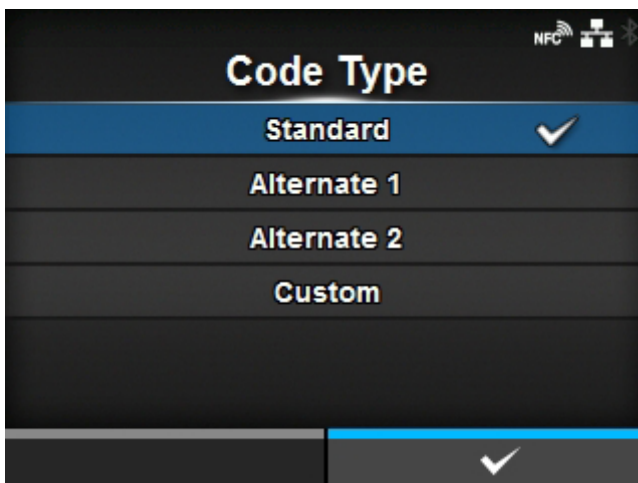 NFC
Code Type
Standard
Alternate 1
Alternate 2
Custom